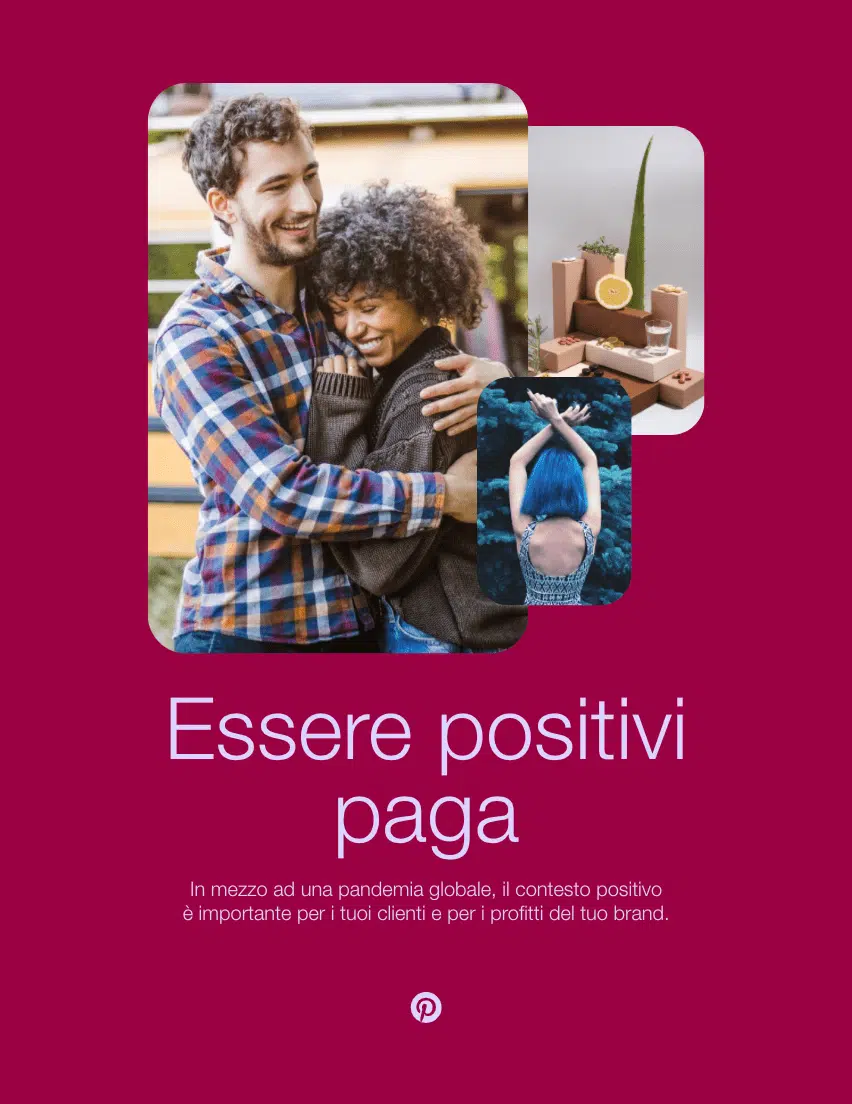 Essere positivi
paga
In mezzo ad una pandemia globale, il contesto positivo
è importante per i tuoi clienti e per i profitti del tuo brand.